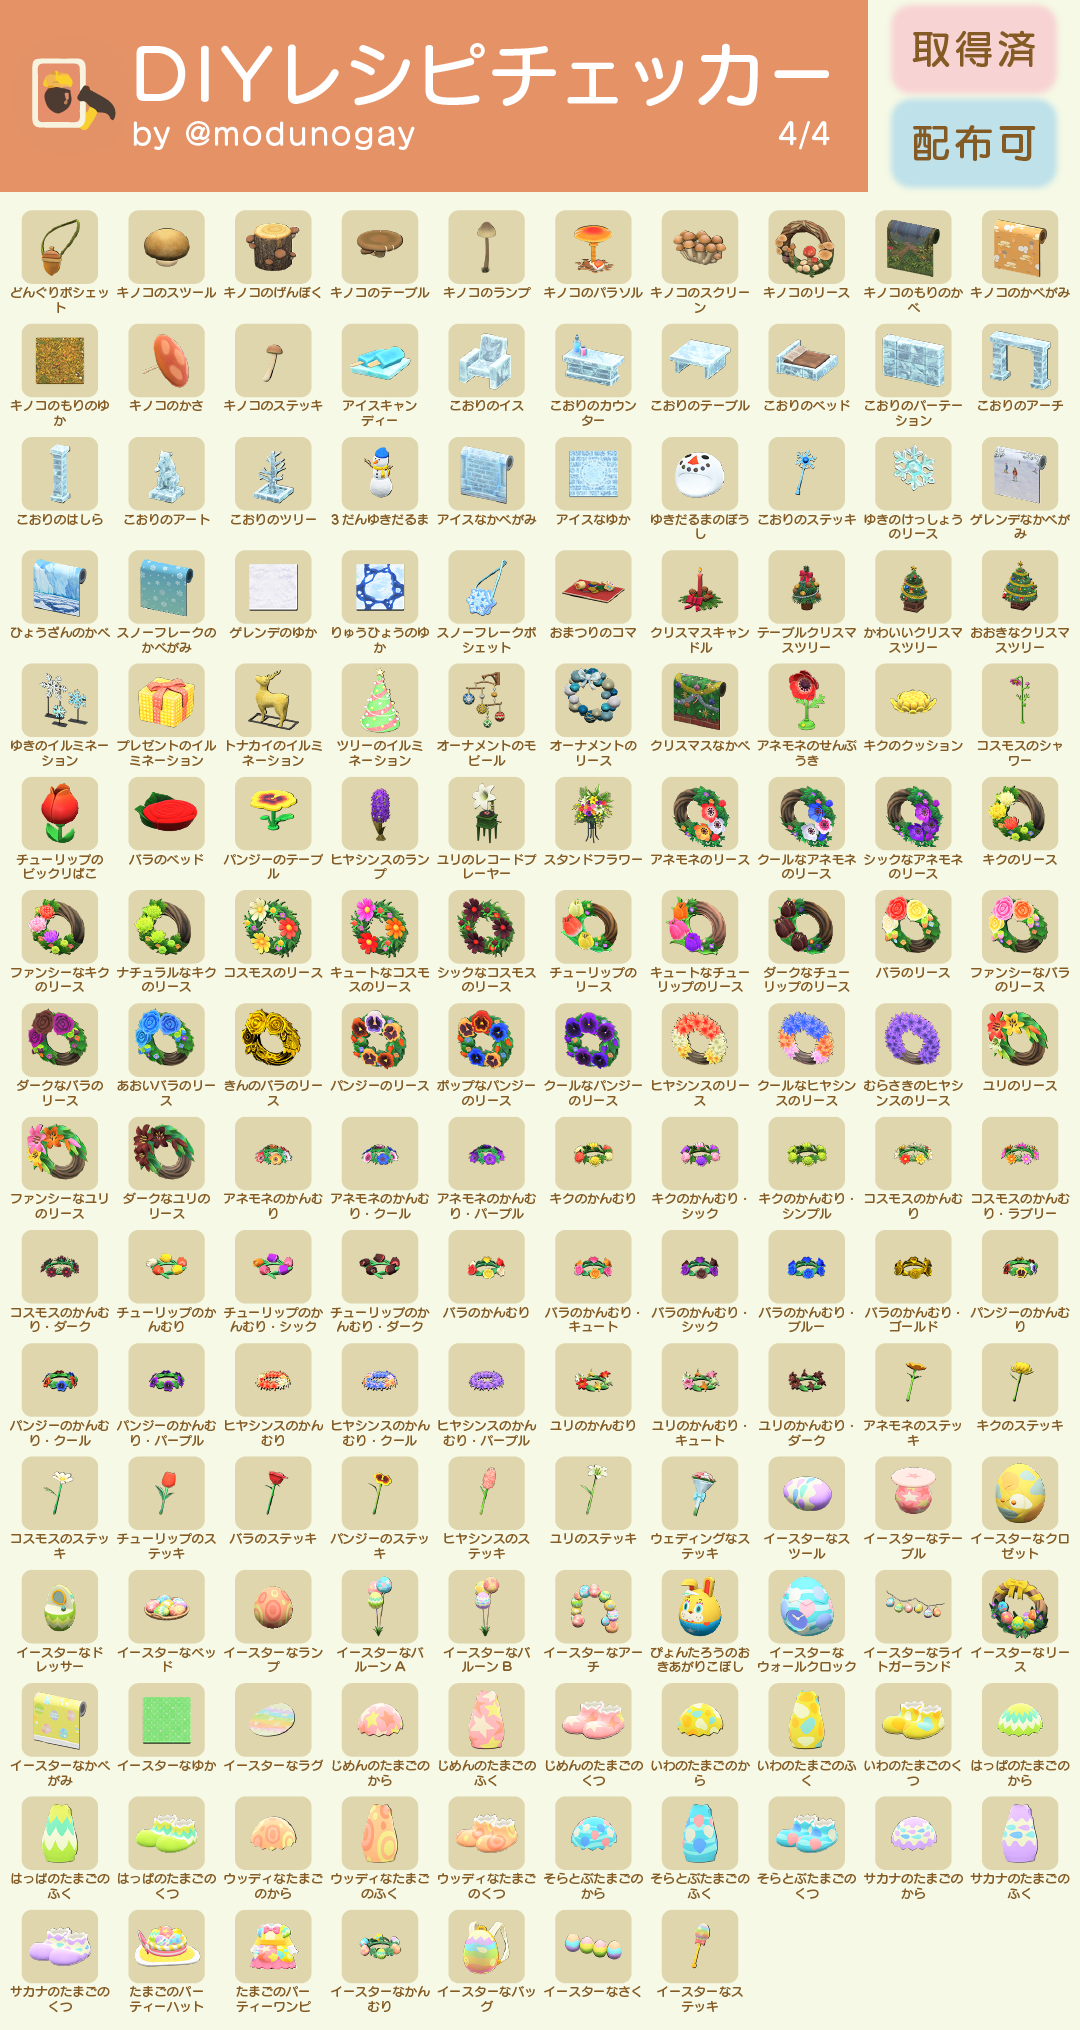 DIYレシピチェッカー
by @modunogay
4/4
取得済
配布可
どんぐりポシェッ
ト
キノコのスツール
キノコのげんぼく
キノコのテーブル
キノコのランプ
キノコのパラソル
キノコのスクリー
ン
キノコのリース
キノコのもりのか
べ
キノコのかべがみ
キノコのもりのゆ
か
キノコのかさ
キノコのステッキ
アイスキャン
ディー
こおりのイス
こおりのカウン
ター
こおりのテーブル
こおりのベッド
こおりのパーテー
ション
こおりのアーチ
こおりのはしら
こおりのアート
こおりのツリー
3だんゆきだるま
アイスなかべがみ
アイスなゆか
ゆきだるまのぼう
し
こおりのステッキ
ゆきのけっしょう
のリース
ゲレンデなかべが
み
ひょうざんのかべ
スノーフレークの
かべがみ
ゲレンデのゆか
りゅうひょうのゆ
か
スノーフレークポ
シェット
おまつりのコマ
クリスマスキャン
ドル
テーブルクリスマ
スツリー
かわいいクリスマ
スツリー
おおきなクリスマ
スツリー
ゆきのイルミネー
ション
プレゼントのイル
ミネーション
トナカイのイルミ
ネーション
ツリーのイルミ
ネーション
オーナメントのモ
ビール
オーナメントの
リース
クリスマスなかべ
アネモネのせんぷ
うき
キクのクッション
コスモスのシャ
ワー
チューリップの
ビックリばこ
バラのベッド
パンジーのテーブ
ル
ヒヤシンスのラン
プ
ユリのレコードプ
レーヤー
スタンドフラワー
アネモネのリース
クールなアネモネ
のリース
シックなアネモネ
のリース
キクのリース
ファンシーなキク
のリース
ナチュラルなキク
のリース
コスモスのリース
キュートなコスモ
スのリース
シックなコスモス
のリース
チューリップの
リース
キュートなチュー
リップのリース
ダークなチュー
リップのリース
バラのリース
ファンシーなバラ
のリース
ダークなバラの
リース
あおいバラのリー
ス
きんのバラのリー
ス
パンジーのリース
ポップなパンジー
のリース
クールなパンジー
のリース
ヒヤシンスのリー
ス
クールなヒヤシン
スのリース
むらさきのヒヤシ
ンスのリース
ユリのリース
ファンシーなユリ
のリース
ダークなユリの
リース
アネモネのかんむ
り
アネモネのかんむ
り・クール
アネモネのかんむ
り・パープル
キクのかんむり
キクのかんむり・
シック
キクのかんむり・
シンプル
コスモスのかんむ
り
コスモスのかんむ
り・ラブリー
コスモスのかんむ
り・ダーク
チューリップのか
んむり
チューリップのか
んむり・シック
チューリップのか
んむり・ダーク
バラのかんむり
バラのかんむり・
キュート
バラのかんむり・
シック
バラのかんむり・
ブルー
バラのかんむり・
ゴールド
パンジーのかんむ
り
パンジーのかんむ
り・クール
パンジーのかんむ
り・パープル
ヒヤシンスのかん
むり
ヒヤシンスのかん
むり・クール
ヒヤシンスのかん
むり・パープル
ユリのかんむり
ユリのかんむり・
キュート
ユリのかんむり・
ダーク
アネモネのステッ
キ
キクのステッキ
コスモスのステッ
キ
チューリップのス
テッキ
バラのステッキ
パンジーのステッ
キ
ヒヤシンスのス
テッキ
ユリのステッキ
ウェディングなス
テッキ
イースターなス
ツール
イースターなテー
ブル
イースターなクロ
ゼット
イースターなド
レッサー
イースターなベッ
ド
イースターなラン
プ
イースターなバ
ルーンA
イースターなバ
ルーンB
イースターなアー
チ
ぴょんたろうのお
きあがりこぼし
イースターな
ウォールクロック
イースターなライ
トガーランド
イースターなリー
ス
イースターなかべ
がみ
イースターなゆか
イースターなラグ
じめんのたまごの
から
じめんのたまごの
ふく
じめんのたまごの
くつ
いわのたまごのか
ら
いわのたまごのふ
く
いわのたまごのく
つ
はっぱのたまごの
から
はっぱのたまごの
ふく
はっぱのたまごの
くつ
ウッディなたまご
のから
ウッディなたまご
のふく
ウッディなたまご
のくつ
そらとぶたまごの
から
そらとぶたまごの
ふく
そらとぶたまごの
くつ
サカナのたまごの
から
サカナのたまごの
ふく
サカナのたまごの
くつ
たまごのパー
ティーハット
たまごのパー
ティーワンピ
イースターなかん
むり
イースターなバッ
グ
イースターなさく
イースターなス
テッキ